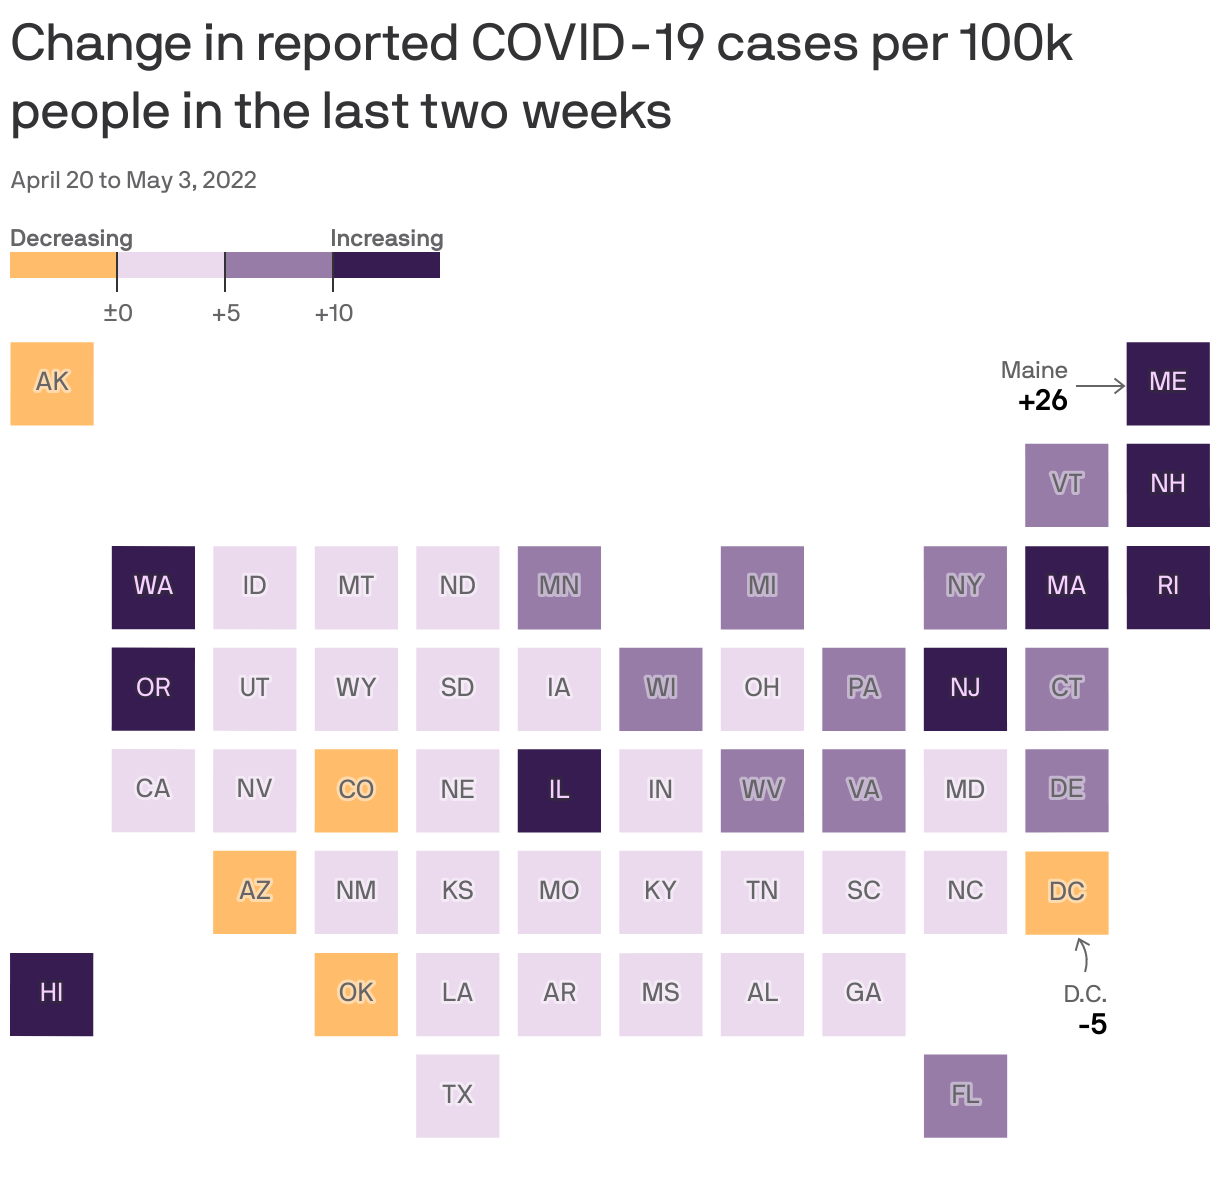 Change in reported COVID-19 cases per 100k
people in the last two weeks
April 20 to May 3, 2022
Decreasing Increasing
±0 +5 +10
AK Maine ME
+26
VT NH
WA ID MT ND MN MI NY MA RI
OR UT WY SD IA WI OH PA NJ CT
CA NV CO NE IL IN WV VA MD DE
AZ NM KS MO KY TN SC NC DC
HI OK LA AR MS AL GA D.C.
-5
TX FL